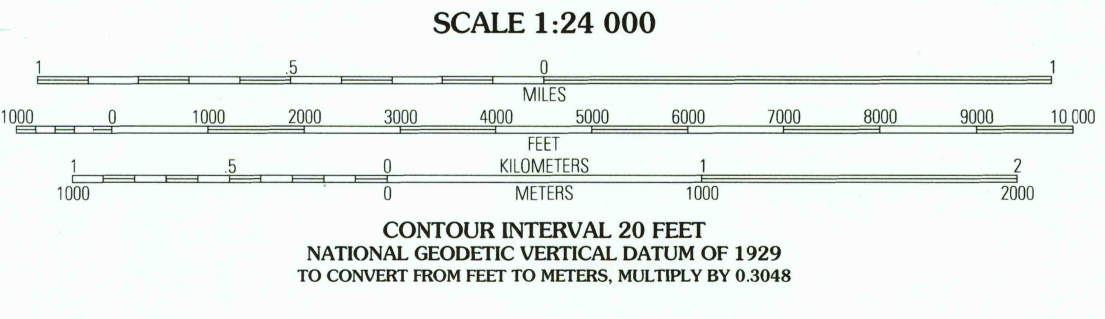 SCALE 1:24 000
1 .5 0 1
MILES
1000 0 1000 2000 3000 4000 5000 6000 7000 8000 9000 10 000
FEET
1 .5 0 KILOMETERS 1 2
1000 0 METERS 1000 2000
CONTOUR INTERVAL 20 FEET
NATIONAL GEODETIC VERTICAL DATUM OF 1929
TO CONVERT FROM FEET TO METERS, MULTIPLY BY 0.3048